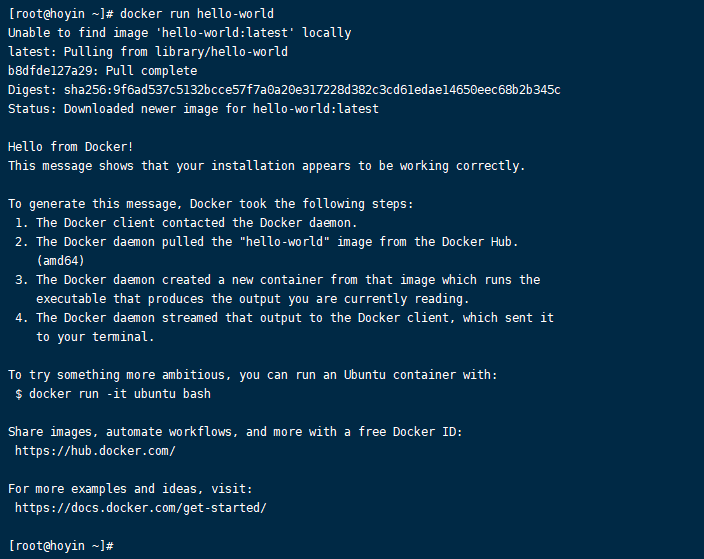 [root@hoyin ~]# docker run hello-world
Unable to find image 'hello-world:latest' locally
latest: Pulling from library/hello-world
b8dfde127a29: Pull complete
Digest: sha256:9f6ad537c5132bcce57f7a0a20e317228d382c3cd61edae14650eec68b2b345c
Status: Downloaded newer image for hello-world:latest

Hello from Docker!
This message shows that your installation appears to be working correctly.

To generate this message, Docker took the following steps:
 1. The Docker client contacted the Docker daemon.
 2. The Docker daemon pulled the "hello-world" image from the Docker Hub.
    (amd64)
 3. The Docker daemon created a new container from that image which runs the
    executable that produces the output you are currently reading.
 4. The Docker daemon streamed that output to the Docker client, which sent it
    to your terminal.

To try something more ambitious, you can run an Ubuntu container with:
 $ docker run -it ubuntu bash

Share images, automate workflows, and more with a free Docker ID:
 https://hub.docker.com/

For more examples and ideas, visit:
 https://docs.docker.com/get-started/

[root@hoyin ~]#